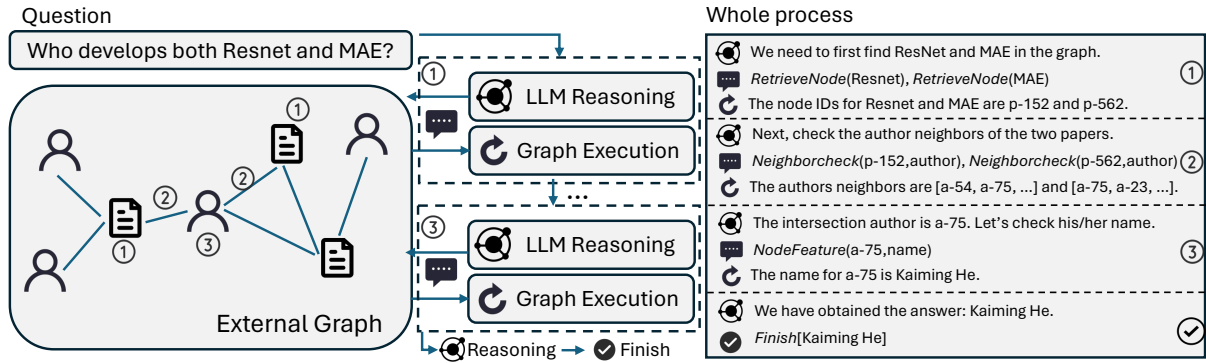 Question
Who develops both Resnet and MAE?
1
LLM Reasoning
Graph Execution
...
3
LLM Reasoning
Graph Execution
Reasoning
Finish
1
2
2
1
3
External Graph
Whole process
We need to first find ResNet and MAE in the graph.
RetrieveNode(Resnet), RetrieveNode(MAE)
1
The node IDs for Resnet and MAE are p-152 and p-562.
Next, check the author neighbors of the two papers.
Neighborcheck(p-152,author), Neighborcheck(p-562,author)
2
The authors neighbors are [a-54, a-75, ...] and [a-75, a-23, ...].
The intersection author is a-75. Let's check his/her name.
NodeFeature(a-75,name)
3
The name for a-75 is Kaiming He.
We have obtained the answer: Kaiming He.
Finish[Kaiming He]